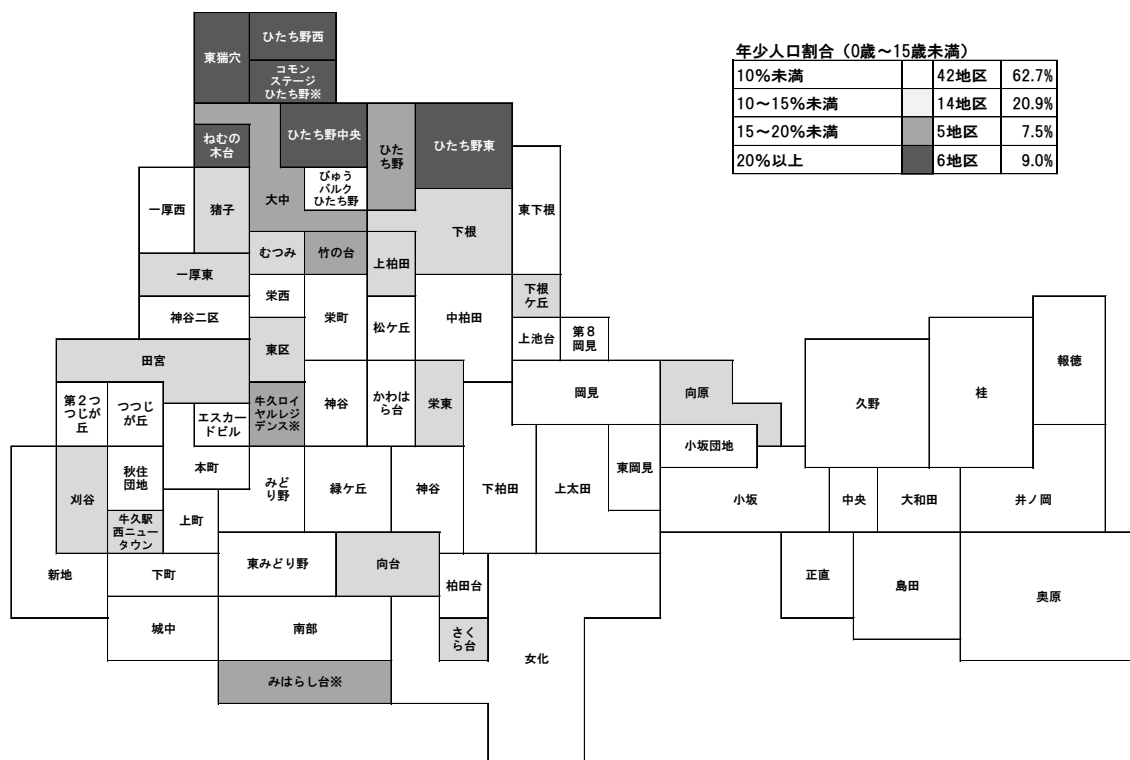 ひたち野西
東猯穴
コモン
ステージ
ひたち野※
年少人口割合（0歳～15歳未満）
10%未満 42地区 62.7%
10～15%未満 14地区 20.9%
15～20%未満 5地区 7.5%
20%以上 6地区 9.0%
ねむの
木台
ひたち野中央
ひた
ち野
ひたち野東
びゅう
パルク
ひたち野
一厚西
猪子
大中
東下根
下根
むつみ
竹の台
上柏田
一厚東
栄西
下根
ケ丘
神谷二区
栄町
松ケ丘
中柏田
上池台
第８
岡見
報徳
田宮
東区
岡見
向原
久野
桂
第２つ
つじが
丘
つつじ
が丘
エスカー
ドビル
牛久ロイ
ヤルレジ
デンス※
神谷
かわは
ら台
栄東
小坂団地
刈谷
秋住
団地
本町
みど
り野
緑ケ丘
神谷
下柏田
上太田
東岡見
小坂
中央
大和田
井ノ岡
牛久駅
西ニュー
タウン
上町
新地
下町
東みどり野
向台
柏田台
正直
島田
奥原
城中
南部
さく
ら台
女化
みはらし台※